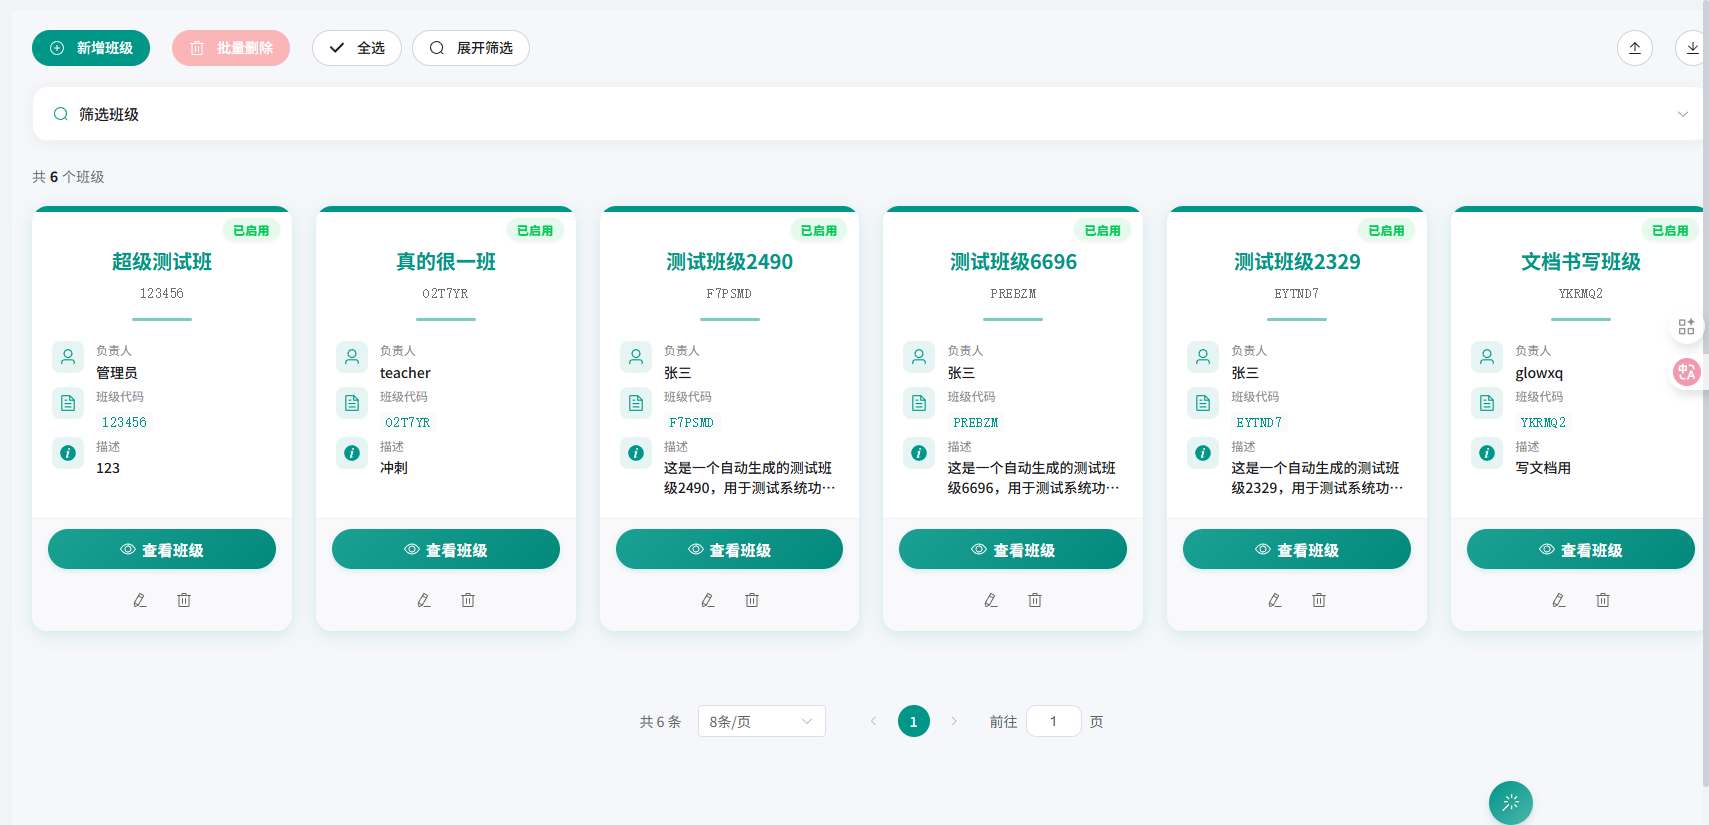 新增班级
批量删除
全选
展开筛选
筛选班级
共 6 个班级
已启用
超级测试班
123456
负责人
管理员
班级代码
123456
描述
123
查看班级
已启用
真的很一班
O2T7YR
负责人
teacher
班级代码
O2T7YR
描述
冲刺
查看班级
已启用
测试班级2490
F7PSMD
负责人
张三
班级代码
F7PSMD
描述
这是一个自动生成的测试班
级2490，用于测试系统功…
查看班级
已启用
测试班级6696
PREBZM
负责人
张三
班级代码
PREBZM
描述
这是一个自动生成的测试班
级6696，用于测试系统功…
查看班级
已启用
测试班级2329
EYTND7
负责人
张三
班级代码
EYTND7
描述
这是一个自动生成的测试班
级2329，用于测试系统功…
查看班级
已启用
文档书写班级
YKRMQ2
负责人
glowxq
班级代码
YKRMQ2
描述
写文档用
查看班级
中A
共 6 条
8条/页
1
前往 1 页